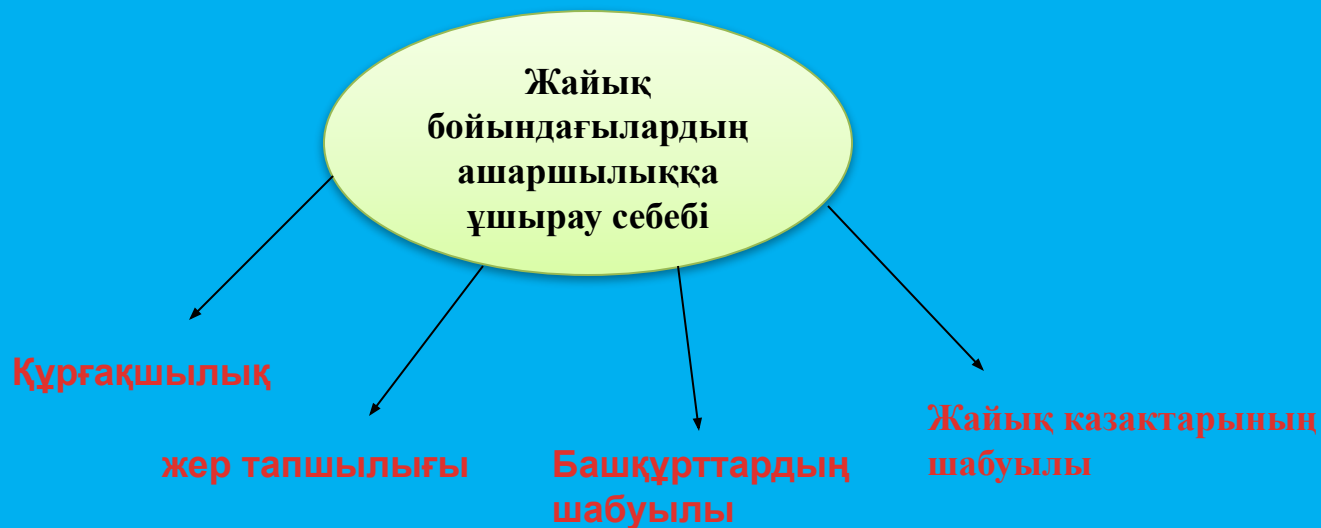 Жайық
бойындағылардың
ашаршылыққа
ұшырау себебі
Құрғақшылық
жер тапшылығы
Башқұрттардың
шабуылы
Жайық казактарының
шабуылы